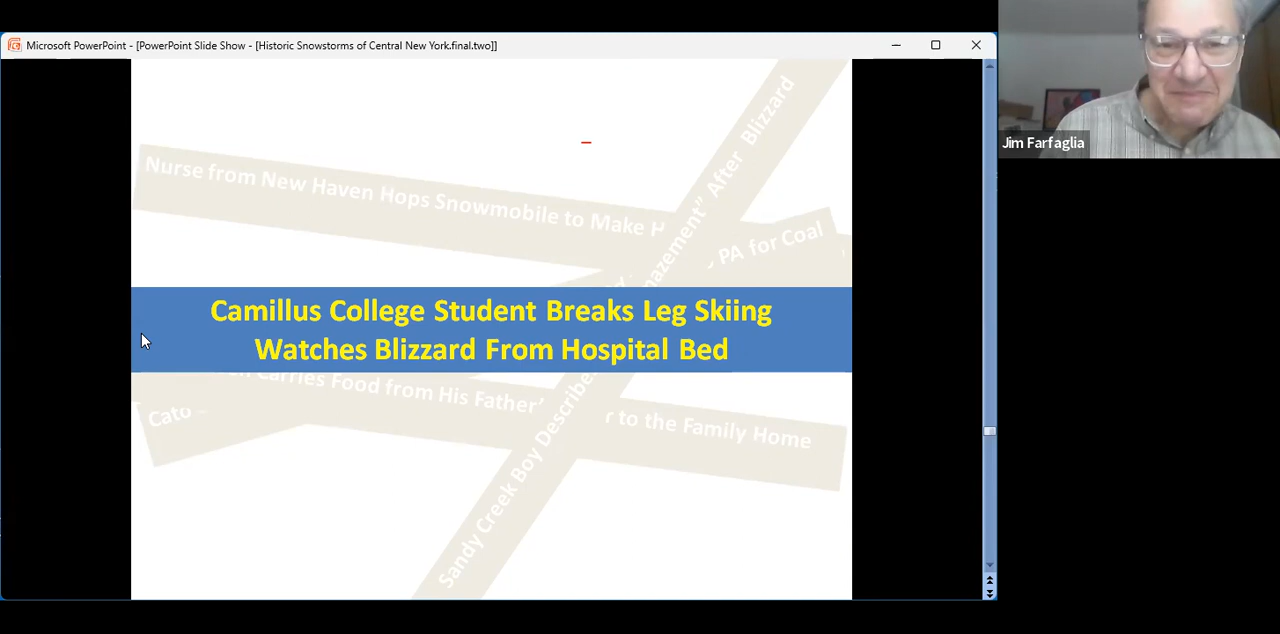 Microsoft PowerPoint - [PowerPoint Slide Show - [Historic Snowstorms of Central New York.final.two]]
Jim Farfaglia
Nurse from New Haven Hops Snowmobile to Make
After Blizzard
PA for Coal
Camillus College Student Breaks Leg Skiing
Watches Blizzard From Hospital Bed
Carries Food from His Father'
to the Family Home
Cato
Sandy Creek Boy Describe